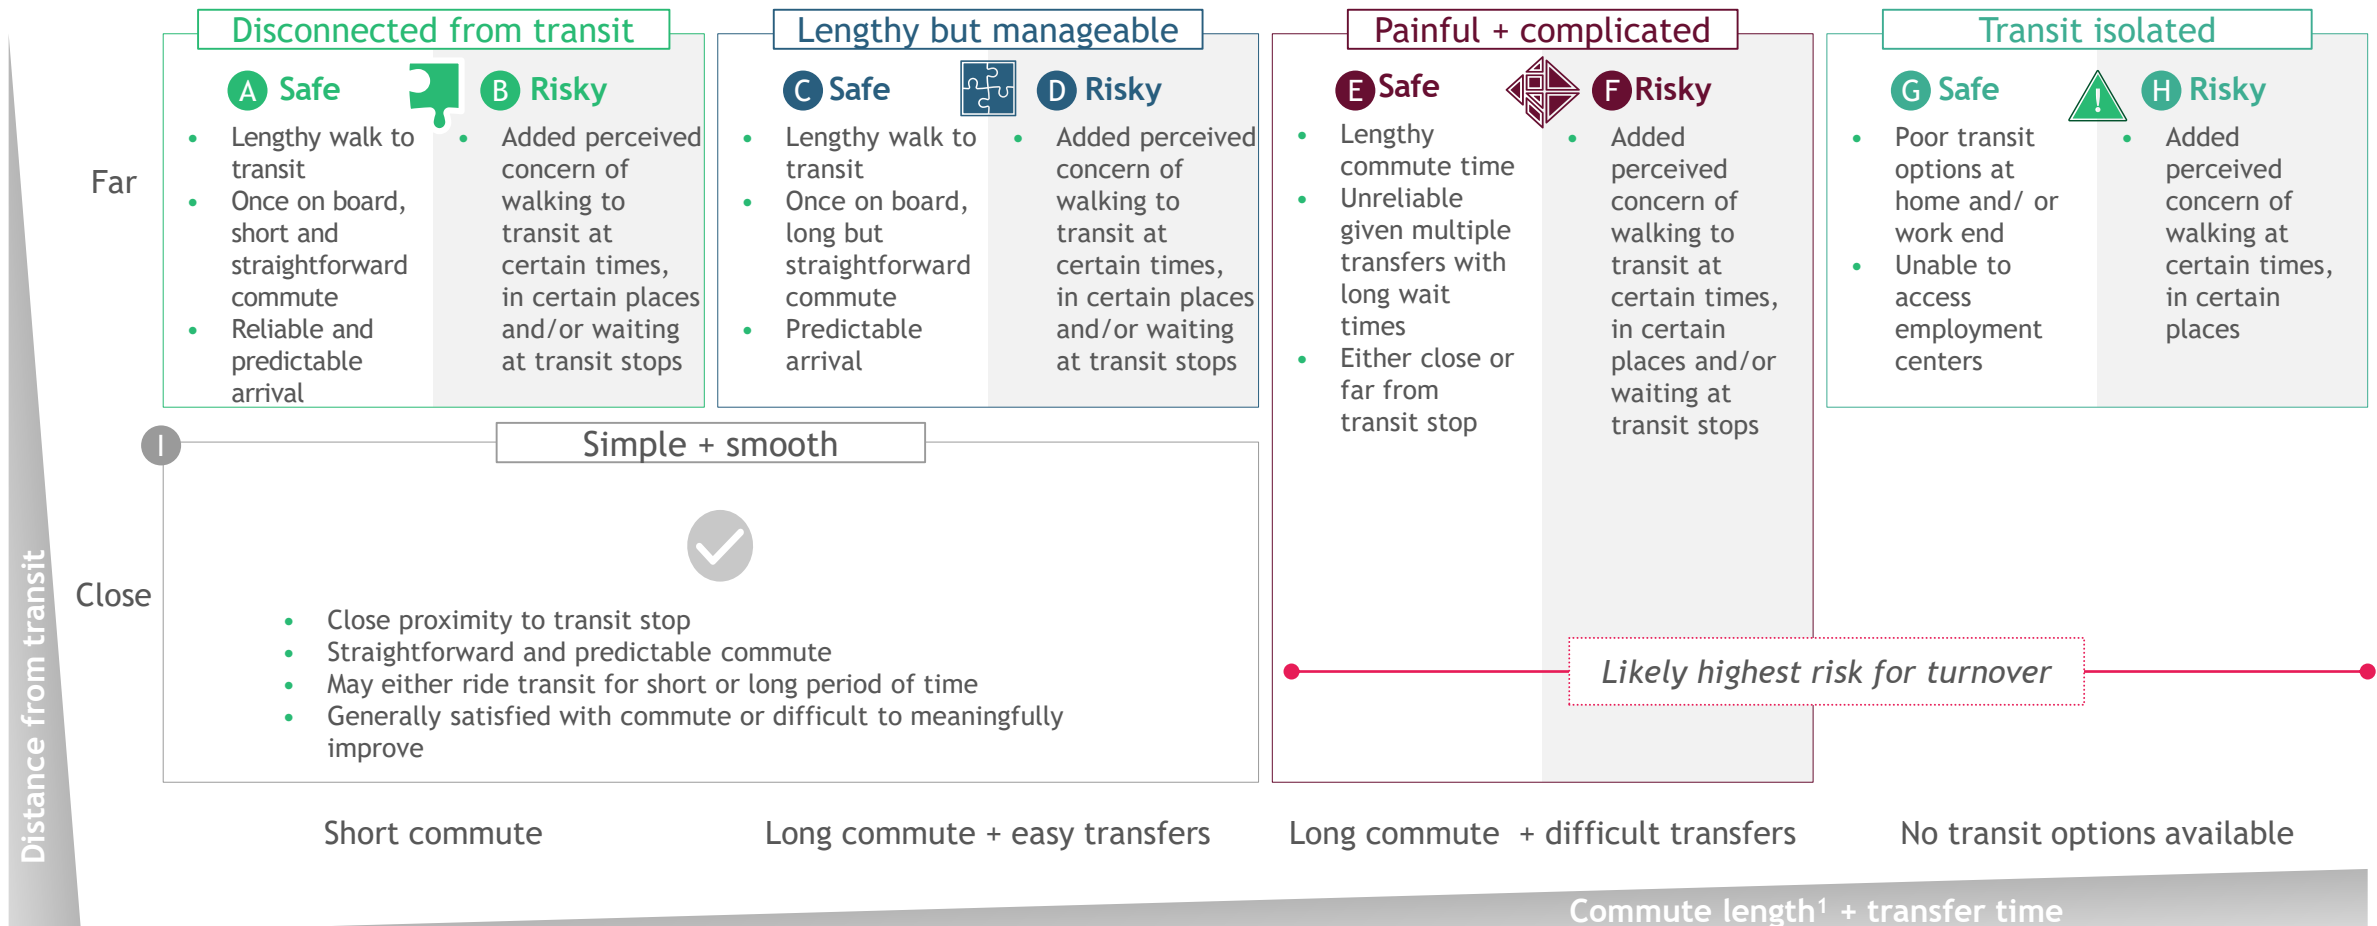 Disconnected from transit
A Safe
B Risky
• Lengthy walk to
transit
• Once on board,
short and
straightforward
commute
• Reliable and
predictable
arrival
• Added perceived
concern of
walking to
transit at
certain times,
in certain places
and/or waiting
at transit stops
Lengthy but manageable
C Safe
D Risky
• Lengthy walk to
transit
• Once on board,
long but
straightforward
commute
• Predictable
arrival
• Added perceived
concern of
walking to
transit at
certain times,
in certain places
and/or waiting
at transit stops
Painful + complicated
E Safe
F Risky
• Lengthy
commute time
• Unreliable
given multiple
transfers with
long wait
times
• Either close or
far from
transit stop
• Added
perceived
concern of
walking to
transit at
certain times,
in certain
places and/or
waiting at
transit stops
Transit isolated
G Safe
H Risky
• Poor transit
options at
home and/ or
work end
• Unable to
access
employment
centers
• Added
perceived
concern of
walking at
certain times,
in certain
places
Far
I
Simple + smooth
Close
• Close proximity to transit stop
• Straightforward and predictable commute
• May either ride transit for short or long period of time
• Generally satisfied with commute or difficult to meaningfully
improve
Likely highest risk for turnover
Distance from transit
Short commute
Long commute + easy transfers
Long commute + difficult transfers
No transit options available
Commute length¹ + transfer time